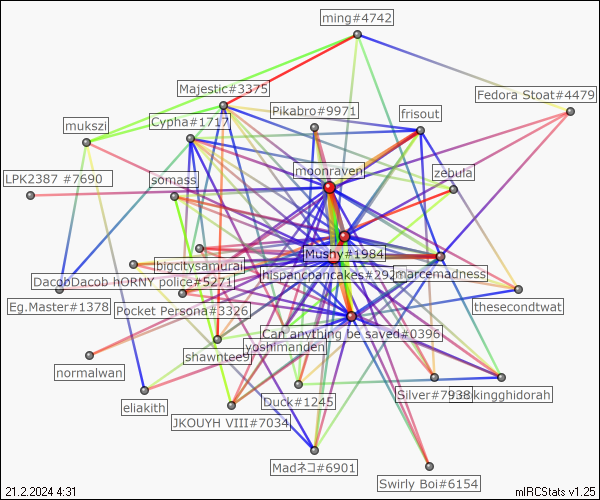 ming#4742
Majestic#3375
Fedora Stoat#4479
Pikabro#9971
Cypha#1717
frisout
mukszi
moonraven
zebula
LPK2387 #7690
somass
Mushy#1984
bigcitysamurai
hispancpancakes#292
marcemadness
DacobDacob hORNY police#5271
Eg.Master#1378
Pocket Persona#3326
thesecondtwat
Can anything be saved#0396
yoshimanden
shawntee9
normalwan
Silver#7938
kingghidorah
eliakith
Duck#1245
JKOUYH VIII#7034
Madネコ#6901
Swirly Boi#6154
21.2.2024 4:31
mIRCStats v1.25